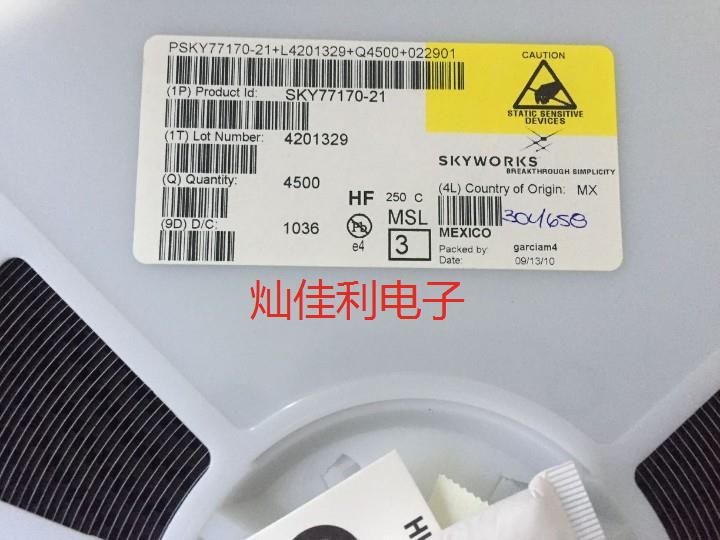 PSKY77170-21+L4201329+Q4500+022901
(1P) Product Id: SKY77170-21
(1T) Lot Number: 4201329
(Q) Quantity: 4500
(9D) D/C: 1036
HF 250 C
Pb
e4
MSL
3
CAUTION
STATIC SENSITIVE
DEVICES
SKYWORKS
BREAKTHROUGH SIMPLICITY
(4L) Country of Origin: MX
304658
MEXICO
Packed by: garciam4
Date: 09/13/10
灿佳利电子